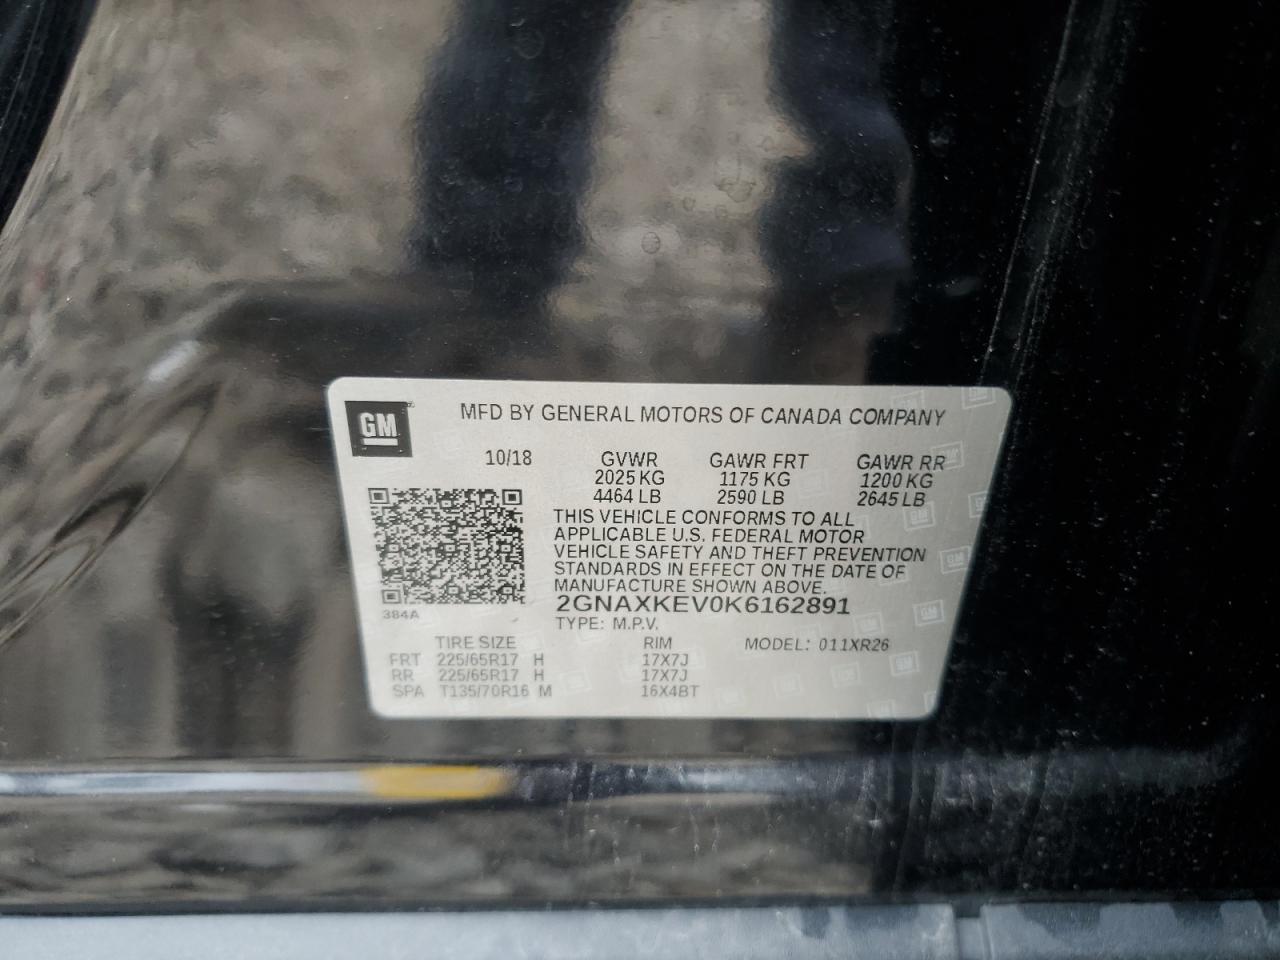 GM
MFD BY GENERAL MOTORS OF CANADA COMPANY
10/18 GVWR GAWR FRT GAWR RR
2025 KG 1175 KG 1200 KG
4464 LB 2590 LB 2645 LB
THIS VEHICLE CONFORMS TO ALL
APPLICABLE U.S. FEDERAL MOTOR
VEHICLE SAFETY AND THEFT PREVENTION
STANDARDS IN EFFECT ON THE DATE OF
MANUFACTURE SHOWN ABOVE.
2GNAXKEV0K6162891
384A
TYPE: M.P.V.
TIRE SIZE RIM MODEL: 011XR26
FRT 225/65R17 H 17X7J
RR 225/65R17 H 17X7J
SPA T135/70R16 M 16X4BT